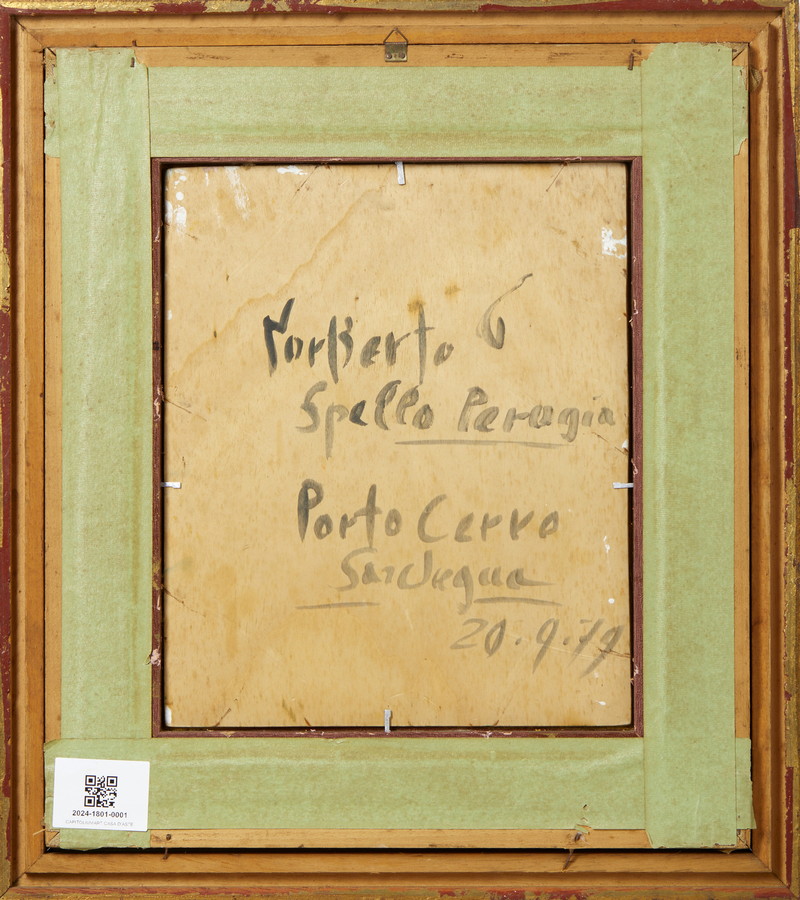 Norberto
Spello Perugia
Porto Cervo
Sardegna
20.9.79
2024-1801-0001